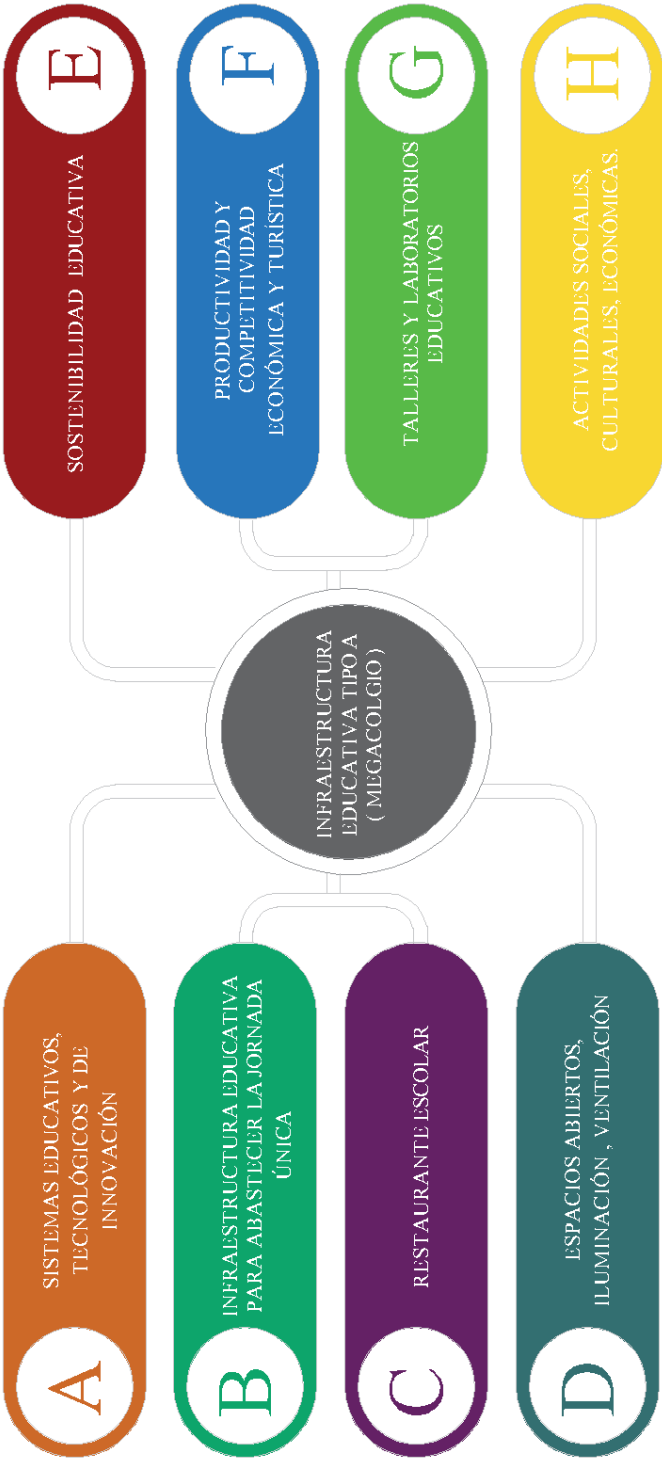 A
SISTEMAS EDUCATIVOS,
TECNOLÓGICOS Y DE
INNOVACIÓN
B
INFRAESTRUCTURA EDUCATIVA
PARA ABASTECER LA JORNADA
ÚNICA
C
RESTAURANTE ESCOLAR
D
ESPACIOS ABIERTOS,
ILUMINACIÓN , VENTILACIÓN
INFRAESTRUCTURA
EDUCATIVA TIPO A
( MEGACOLGIO )
SOSTENIBILIDAD EDUCATIVA
E
PRODUCTIVIDAD Y
COMPETITIVIDAD
ECONÓMICA Y TURÍSTICA
F
TALLERES Y LABORATORIOS
EDUCATIVOS
G
ACTIVIDADES SOCIALES,
CULTURALES, ECONÓMICAS.
H